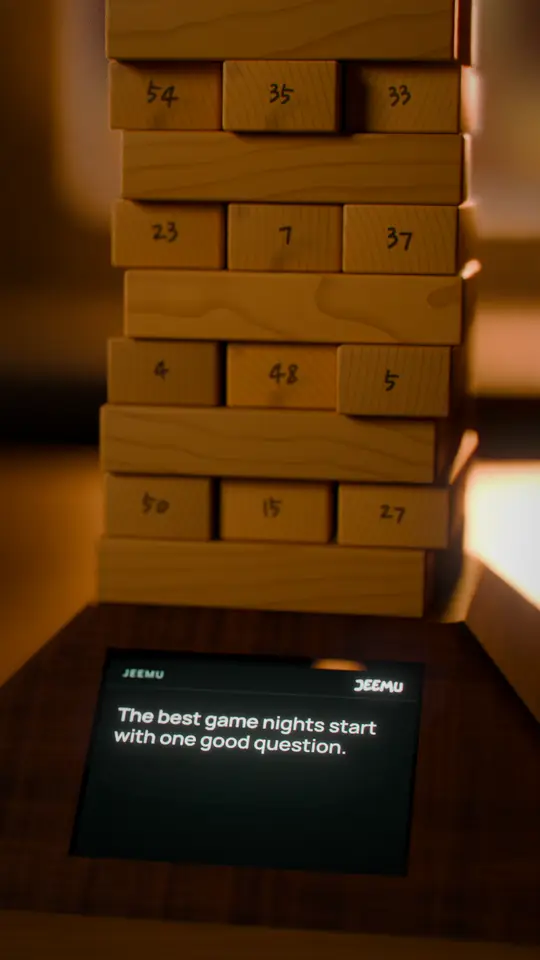 54 35 33
23 7 37
4 48 5
50 15 27
JEEMU JEEMU
The best game nights start
with one good question.